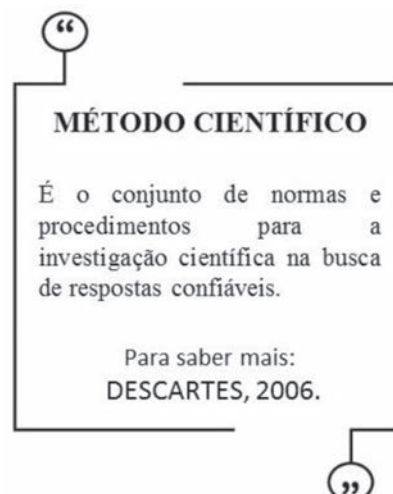 “
MÉTODO CIENTÍFICO
É o conjunto de normas e
procedimentos para a
investigação científica na busca
de respostas confiáveis.
Para saber mais:
DESCARTES, 2006.
”